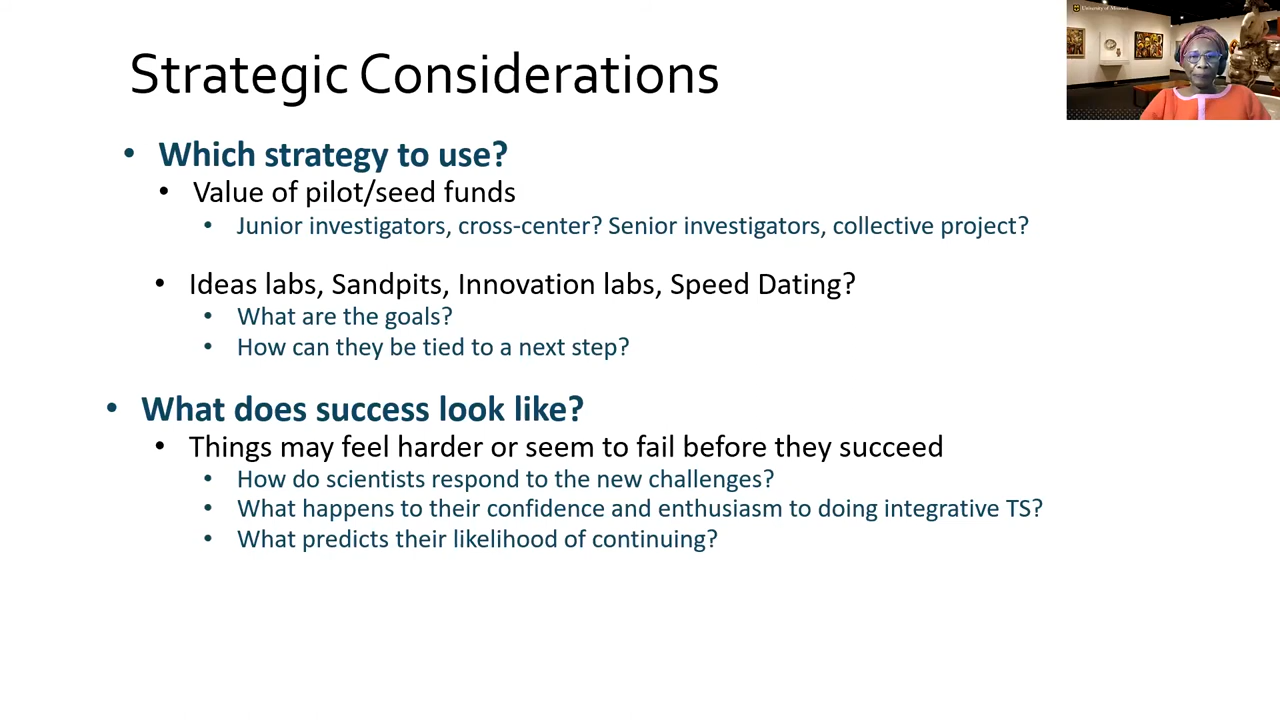 University of Missouri
Strategic Considerations
• Which strategy to use?
• Value of pilot/seed funds
• Junior investigators, cross-center? Senior investigators, collective project?
• Ideas labs, Sandpits, Innovation labs, Speed Dating?
• What are the goals?
• How can they be tied to a next step?
• What does success look like?
• Things may feel harder or seem to fail before they succeed
• How do scientists respond to the new challenges?
• What happens to their confidence and enthusiasm to doing integrative TS?
• What predicts their likelihood of continuing?